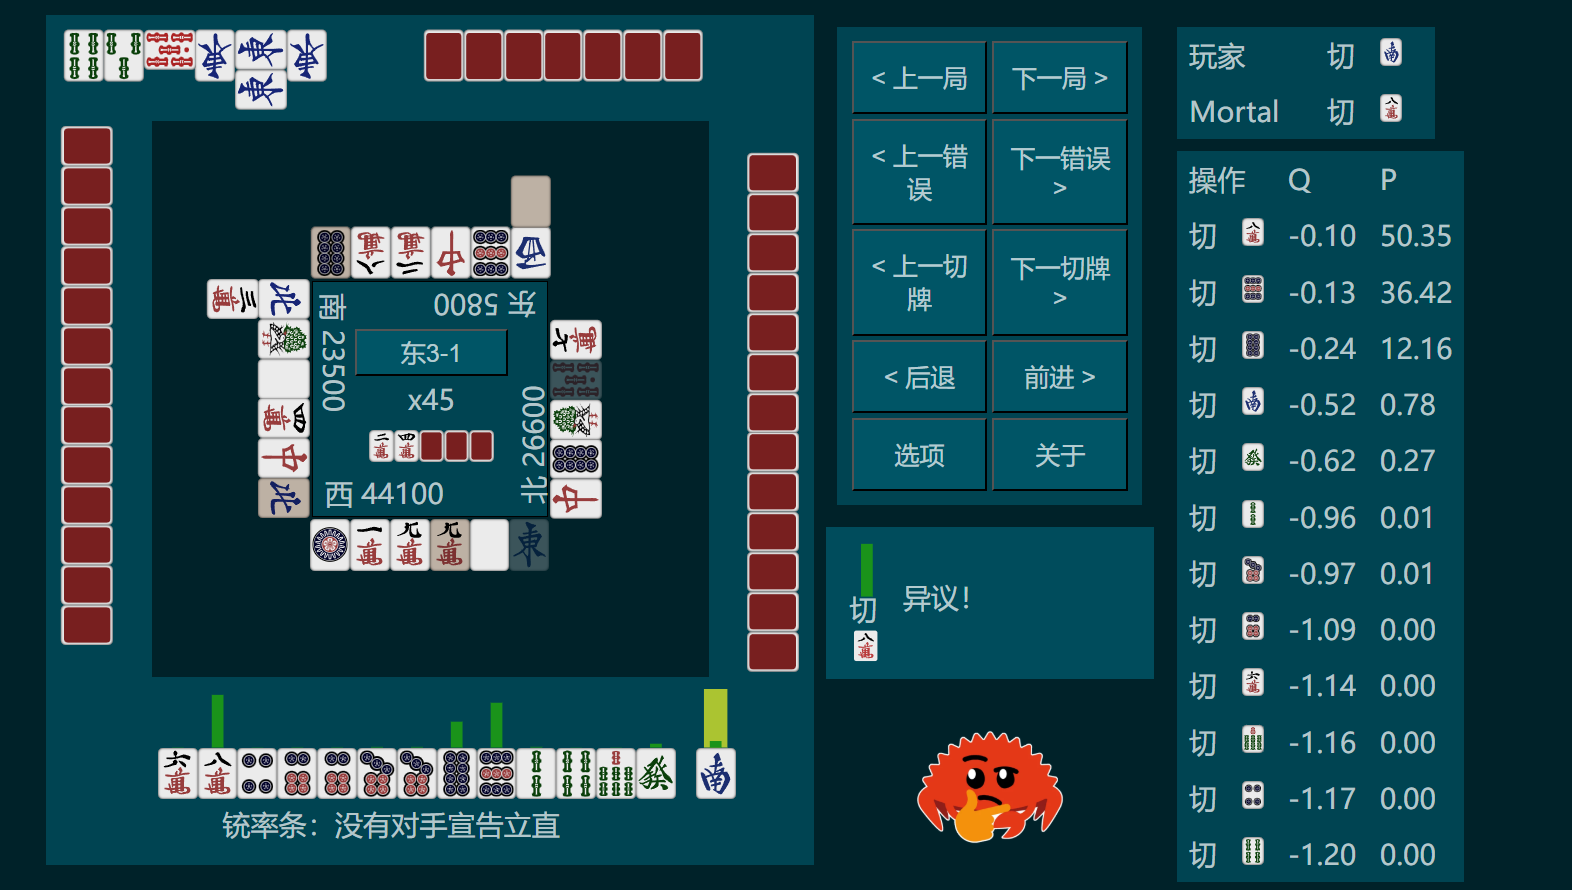 东 5800
南 23500
东3-1
x45
北 26600
西 44100
铳率条：没有对手宣告立直
< 上一局
下一局 >
< 上一错误
下一错误 >
< 上一切牌
下一切牌 >
< 后退
前进 >
选项
关于
切
异议！
玩家 切
Mortal 切
操作 Q P
切 -0.10 50.35
切 -0.13 36.42
切 -0.24 12.16
切 -0.52 0.78
切 -0.62 0.27
切 -0.96 0.01
切 -0.97 0.01
切 -1.09 0.00
切 -1.14 0.00
切 -1.16 0.00
切 -1.17 0.00
切 -1.20 0.00